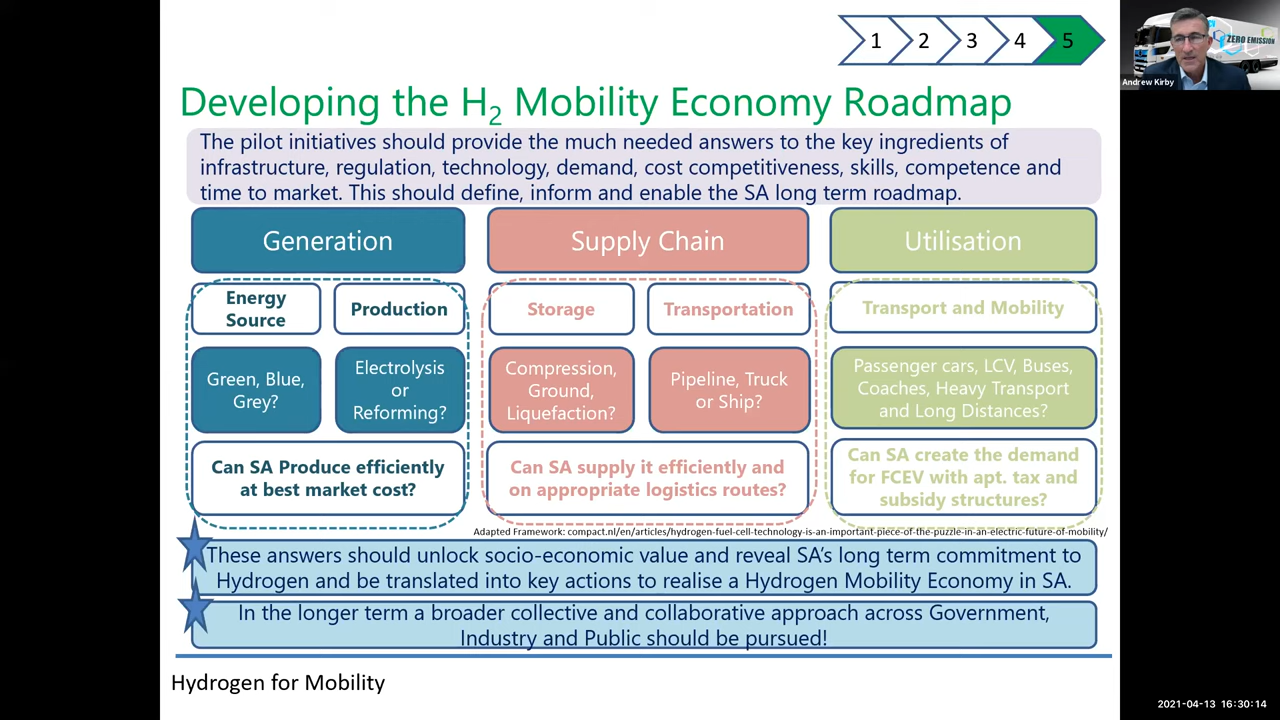 1 2 3 4 5
ZERO EMISSION
Andrew Kirby
Developing the H2 Mobility Economy Roadmap
The pilot initiatives should provide the much needed answers to the key ingredients of
infrastructure, regulation, technology, demand, cost competitiveness, skills, competence and
time to market. This should define, inform and enable the SA long term roadmap.
Generation
Supply Chain
Utilisation
Energy
Source
Production
Storage
Transportation
Transport and Mobility
Green, Blue,
Grey?
Electrolysis
or
Reforming?
Compression,
Ground,
Liquefaction?
Pipeline, Truck
or Ship?
Passenger cars, LCV, Buses,
Coaches, Heavy Transport
and Long Distances?
Can SA Produce efficiently
at best market cost?
Can SA supply it efficiently and
on appropriate logistics routes?
Can SA create the demand
for FCEV with apt. tax and
subsidy structures?
Adapted Framework: compact.nl/en/articles/hydrogen-fuel-cell-technology-is-an-important-piece-of-the-puzzle-in-an-electric-future-of-mobility/
These answers should unlock socio-economic value and reveal SA's long term commitment to
Hydrogen and be translated into key actions to realise a Hydrogen Mobility Economy in SA.
In the longer term a broader collective and collaborative approach across Government,
Industry and Public should be pursued!
Hydrogen for Mobility
2021-04-13 16:30:14